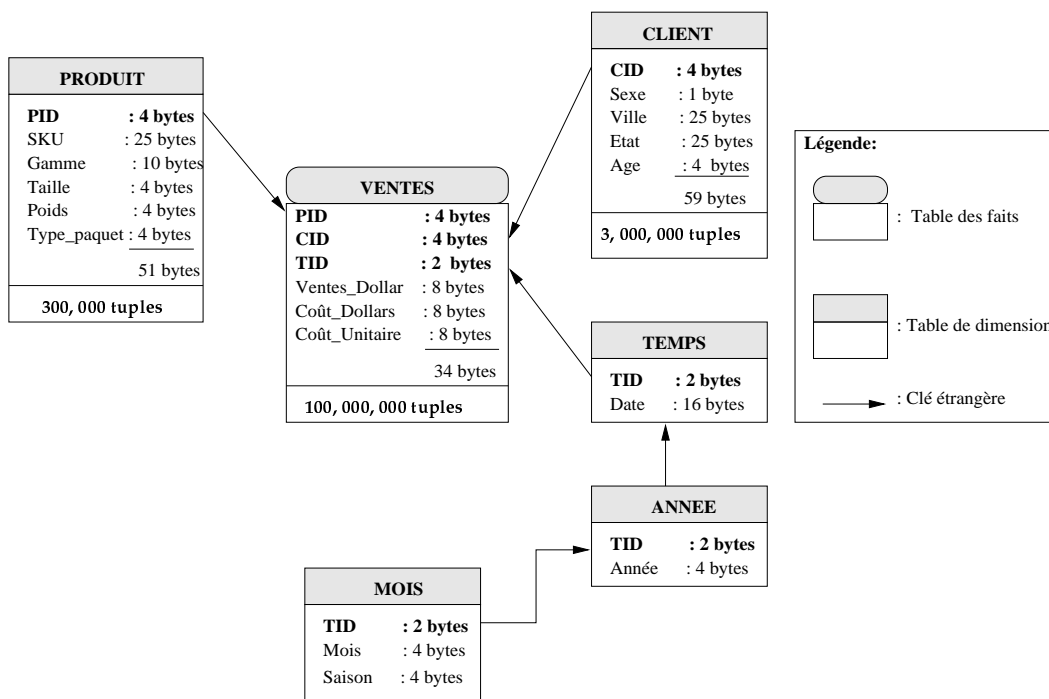 PRODUIT
PID : 4 bytes
SKU : 25 bytes
Gamme : 10 bytes
Taille : 4 bytes
Poids : 4 bytes
Type_paquet : 4 bytes
51 bytes
300, 000 tuples
VENTES
PID : 4 bytes
CID : 4 bytes
TID : 2 bytes
Ventes_Dollar : 8 bytes
Coût_Dollars : 8 bytes
Coût_Unitaire : 8 bytes
34 bytes
100, 000, 000 tuples
CLIENT
CID : 4 bytes
Sexe : 1 byte
Ville : 25 bytes
Etat : 25 bytes
Age : 4 bytes
59 bytes
3, 000, 000 tuples
TEMPS
TID : 2 bytes
Date : 16 bytes
ANNEE
TID : 2 bytes
Année : 4 bytes
MOIS
TID : 2 bytes
Mois : 4 bytes
Saison : 4 bytes
Légende:
: Table des faits
: Table de dimension
: Clé étrangère